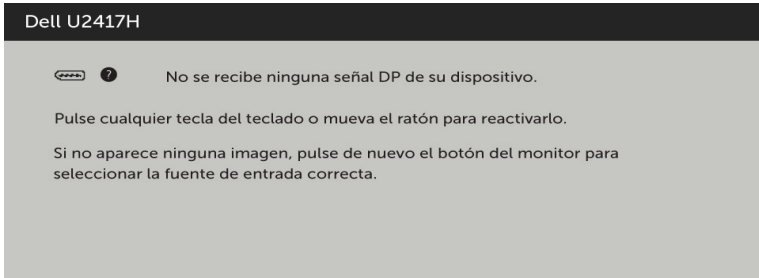 Dell U2417H
No se recibe ninguna señal DP de su dispositivo.
Pulse cualquier tecla del teclado o mueva el ratón para reactivarlo.
Si no aparece ninguna imagen, pulse de nuevo el botón del monitor para
seleccionar la fuente de entrada correcta.